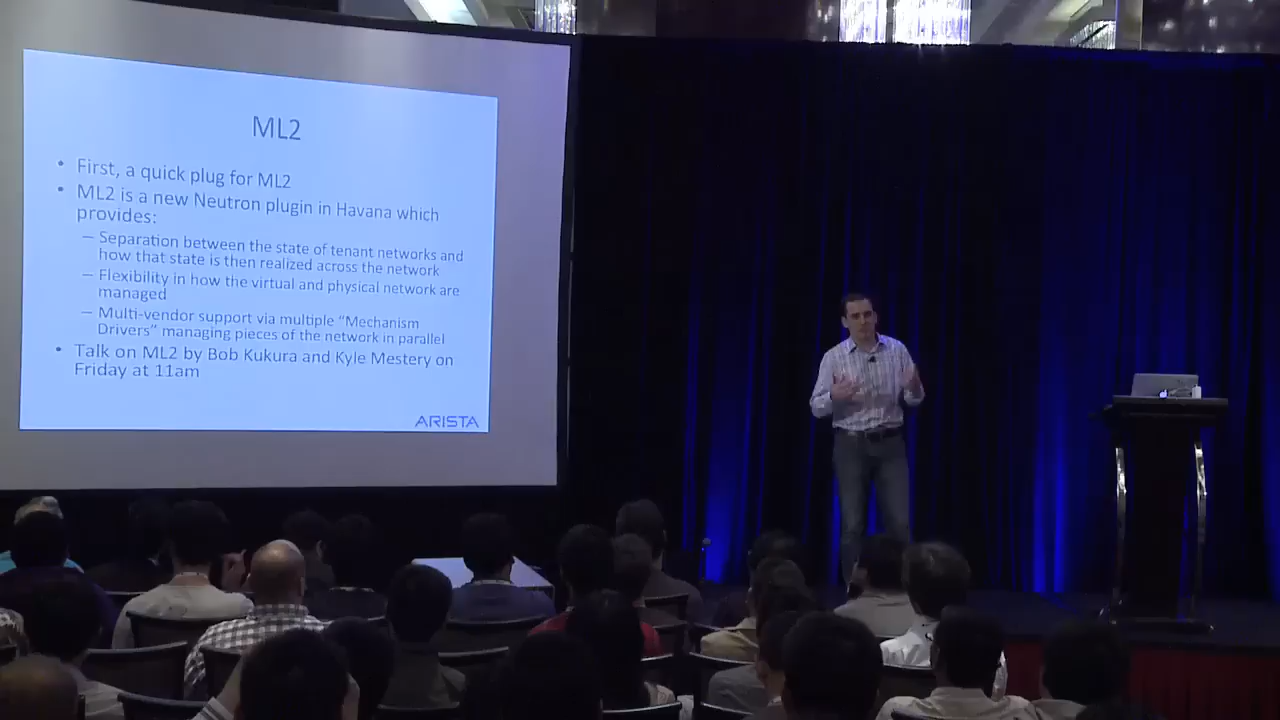 ML2
• First, a quick plug for ML2
• ML2 is a new Neutron plugin in Havana which
provides:
– Separation between the state of tenant networks and
how that state is then realized across the network
– Flexibility in how the virtual and physical network are
managed
– Multi-vendor support via multiple “Mechanism
Drivers” managing pieces of the network in parallel
• Talk on ML2 by Bob Kukura and Kyle Mestery on
Friday at 11am
ARISTA